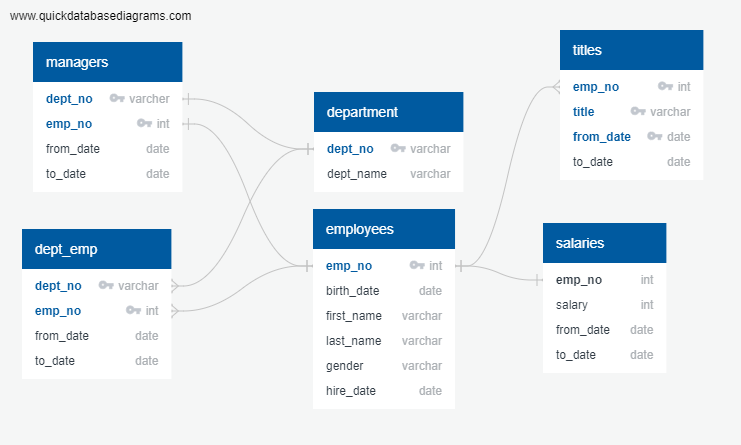 www.quickdatabasediagrams.com
managers
dept_no varcher
emp_no int
from_date date
to_date date
department
dept_no varchar
dept_name varchar
titles
emp_no int
title varchar
from_date date
to_date date
dept_emp
dept_no varchar
emp_no int
from_date date
to_date date
employees
emp_no int
birth_date date
first_name varchar
last_name varchar
gender varchar
hire_date date
salaries
emp_no int
salary int
from_date date
to_date date